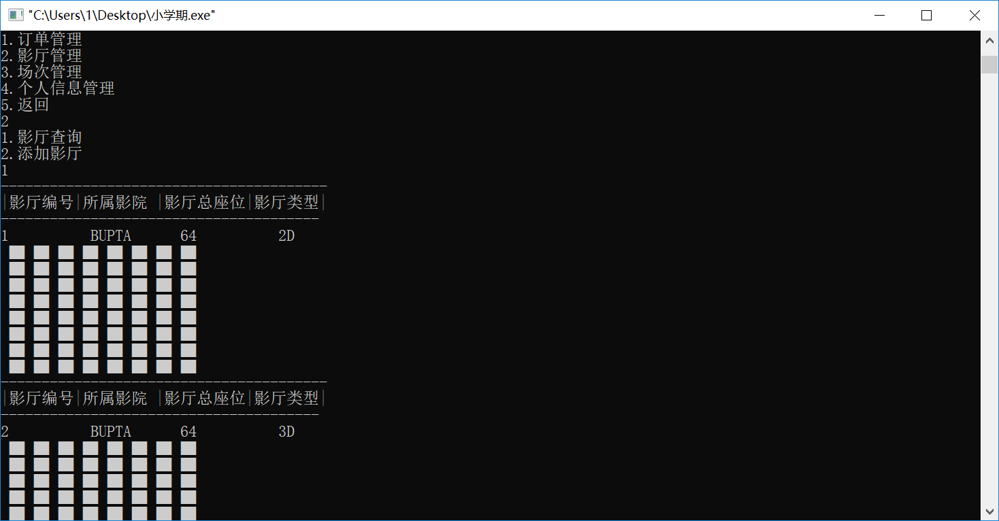 "C:\Users\1\Desktop\小学期.exe"
1.订单管理
2.影厅管理
3.场次管理
4.个人信息管理
5.返回
2
1.影厅查询
2.添加影厅
1
----------------------------------------
|影厅编号|所属影院 |影厅总座位|影厅类型|
---------------------------------------
1 BUPTA 64 2D
■ ■ ■ ■ ■ ■ ■ ■
■ ■ ■ ■ ■ ■ ■ ■
■ ■ ■ ■ ■ ■ ■ ■
■ ■ ■ ■ ■ ■ ■ ■
■ ■ ■ ■ ■ ■ ■ ■
■ ■ ■ ■ ■ ■ ■ ■
■ ■ ■ ■ ■ ■ ■ ■
■ ■ ■ ■ ■ ■ ■ ■
----------------------------------------
|影厅编号|所属影院 |影厅总座位|影厅类型|
---------------------------------------
2 BUPTA 64 3D
■ ■ ■ ■ ■ ■ ■ ■
■ ■ ■ ■ ■ ■ ■ ■
■ ■ ■ ■ ■ ■ ■ ■
■ ■ ■ ■ ■ ■ ■ ■
■ ■ ■ ■ ■ ■ ■ ■